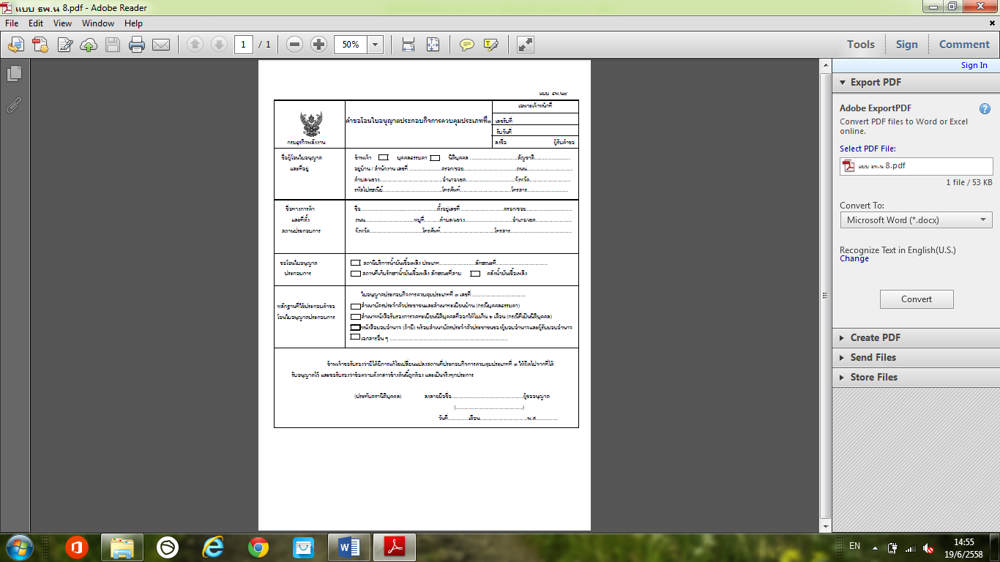 แบบ ธพ.น 8.pdf - Adobe Reader
File Edit View Window Help
1 / 1 50% Tools Sign Comment
Sign In
Export PDF
Adobe ExportPDF
Convert PDF files to Word or Excel
online.
Select PDF File:
แบบ ธพ.น 8.pdf
1 file / 53 KB
Convert To:
Microsoft Word (*.docx)
Recognize Text in English(U.S.)
Change
Convert
Create PDF
Send Files
Store Files
แบบ ธพ.น๘
กรมธุรกิจพลังงาน
คำขอโอนใบอนุญาตประกอบกิจการควบคุมประเภทที่๓
เฉพาะเจ้าหน้าที่
เลขรับที่
รับวันที่
ลงชื่อ ผู้รับคำขอ
ชื่อผู้โอนใบอนุญาต
และที่อยู่
ข้าพเจ้า บุคคลธรรมดา นิติบุคคล ........................สัญชาติ........................
อยู่บ้าน / สำนักงาน เลขที่ ......................ตรอก/ซอย....................................ถนน................................
ตำบล/แขวง..........................................อำเภอ/เขต.................................จังหวัด............................
รหัสไปรษณีย์........................................โทรศัพท์...................................โทรสาร............................
ชื่อทางการค้า
และที่ตั้ง
สถานประกอบการ
ชื่อ....................................................ตั้งอยู่เลขที่ .............................ตรอก/ซอย................................
ถนน..................................หมู่ที่...........ตำบล/แขวง.................................อำเภอ/เขต.........................
จังหวัด....................................โทรศัพท์.....................................โทรสาร..........................................
ขอโอนใบอนุญาต
ประกอบการ
สถานีบริการน้ำมันเชื้อเพลิง ประเภท.........................ลักษณะที่...................................
สถานที่เก็บรักษาน้ำมันเชื้อเพลิง ลักษณะที่สาม คลังน้ำมันเชื้อเพลิง
หลักฐานที่ใช้ประกอบคำขอ
โอนใบอนุญาตประกอบการ
ใบอนุญาตประกอบกิจการควบคุมประเภทที่ ๓ เลขที่ ....................................
สำเนาบัตรประจำตัวประชาชนและสำเนาทะเบียนบ้าน (กรณีบุคคลธรรมดา)
สำเนาหนังสือรับรองการจดทะเบียนนิติบุคคลที่ออกให้ไม่เกิน ๖ เดือน (กรณีที่เป็นนิติบุคคล)
หนังสือมอบอำนาจ (ถ้ามี) พร้อมสำเนาบัตรประจำตัวประชาชนของผู้มอบอำนาจและผู้รับมอบอำนาจ
เอกสารอื่น ๆ ................................................................................
ข้าพเจ้าขอรับรองว่ามิได้มีการแก้ไขเปลี่ยนแปลงสถานที่ประกอบกิจการควบคุมประเภทที่ ๓ ให้ผิดไปจากที่ได้
รับอนุญาตไว้ และขอรับรองว่าข้อความดังกล่าวข้างต้นนี้ถูกต้อง และเป็นจริงทุกประการ
(ประทับตรานิติบุคคล) ลงลายมือชื่อ.................................................ผู้ขออนุญาต
(..............................................)
วันที่..............เดือน................................พ.ศ..............
EN 14:55
19/6/2558